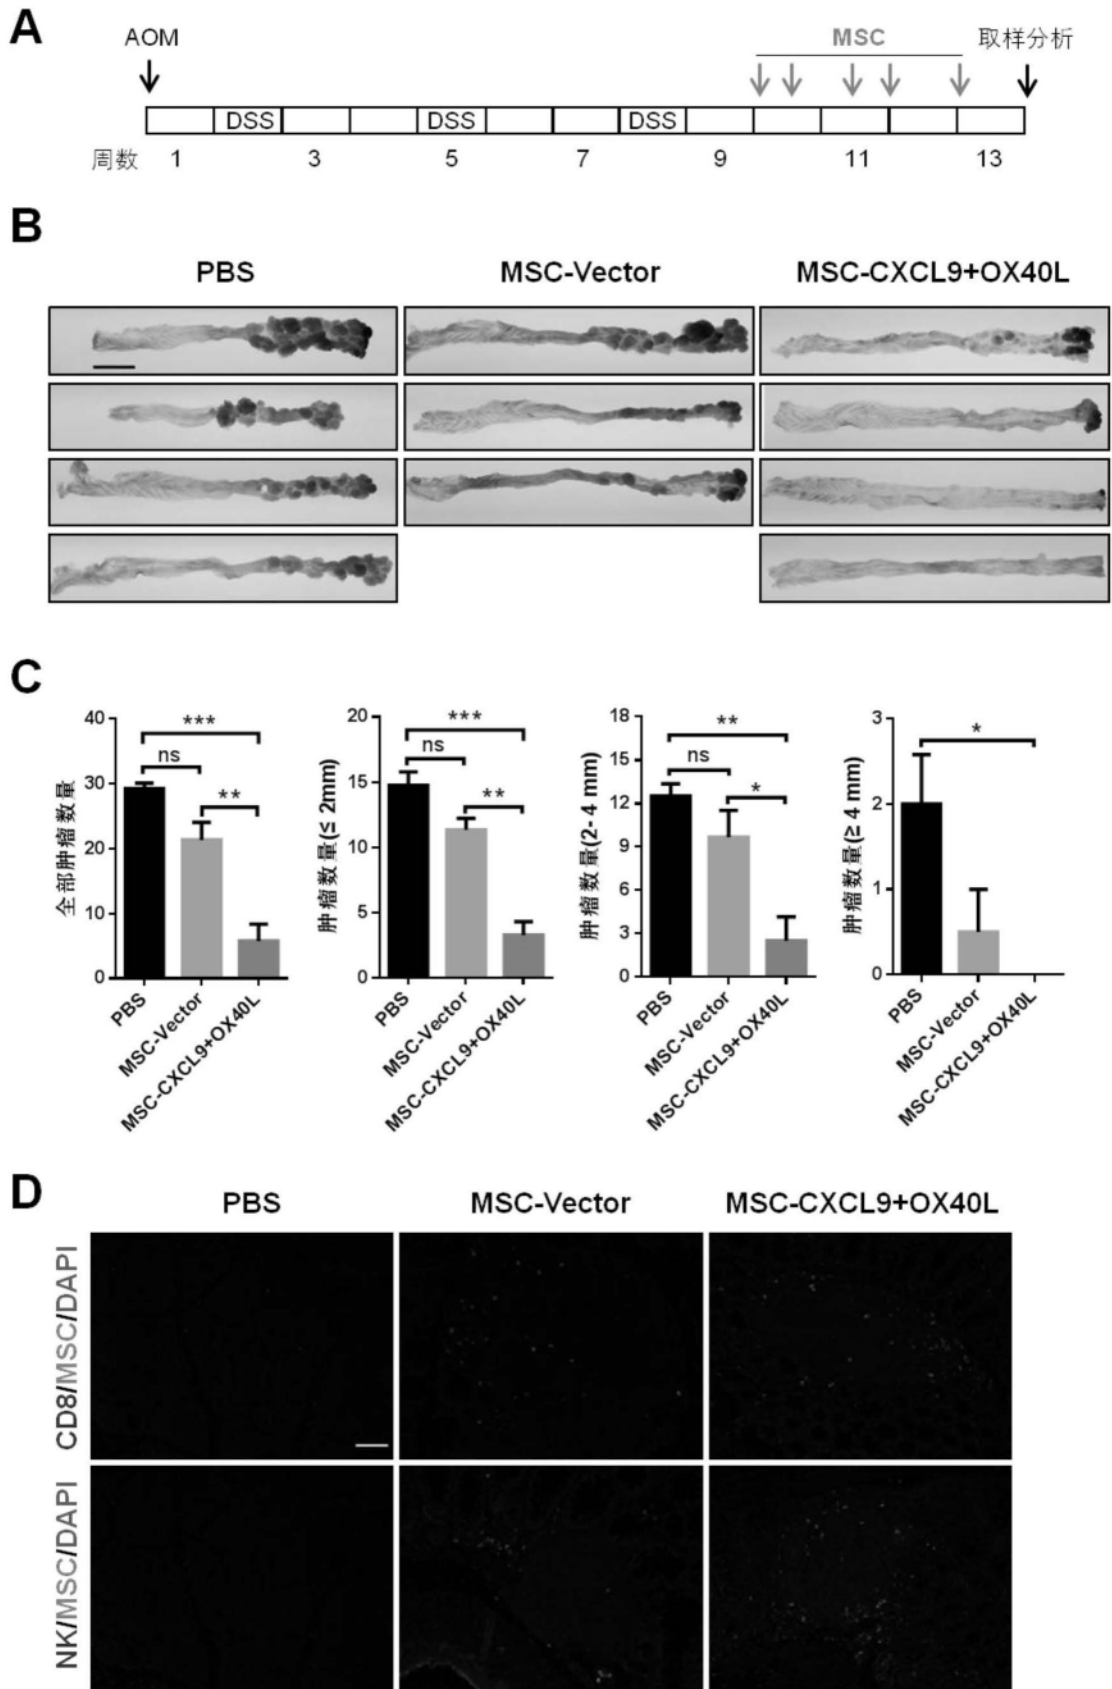 A
AOM
MSC
取样分析
DSS
DSS
DSS
周数
1
3
5
7
9
11
13
B
PBS
MSC-Vector
MSC-CXCL9+OX40L
C
全部肿瘤数量
40
30
20
10
0
***
ns
**
PBS
MSC-Vector
MSC-CXCL9+OX40L
肿瘤数量(≤ 2mm)
20
15
10
5
0
***
ns
**
PBS
MSC-Vector
MSC-CXCL9+OX40L
肿瘤数量(2- 4 mm)
18
15
12
9
6
3
0
**
ns
*
PBS
MSC-Vector
MSC-CXCL9+OX40L
肿瘤数量(≥ 4 mm)
3
2
1
0
*
PBS
MSC-Vector
MSC-CXCL9+OX40L
D
PBS
MSC-Vector
MSC-CXCL9+OX40L
CD8/MSC/DAPI
NK/MSC/DAPI